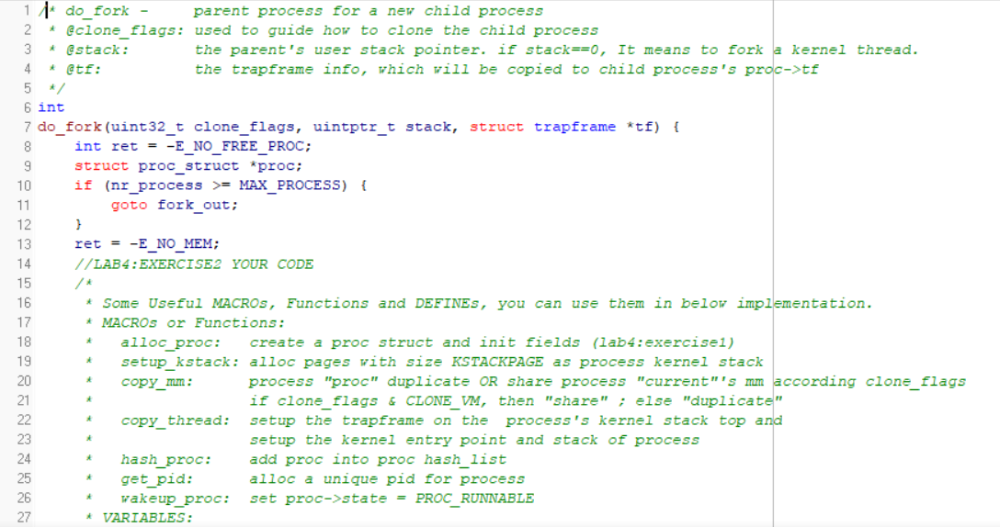 1 /* do_fork -     parent process for a new child process
2  * @clone_flags: used to guide how to clone the child process
3  * @stack:       the parent's user stack pointer. if stack==0, It means to fork a kernel thread.
4  * @tf:          the trapframe info, which will be copied to child process's proc->tf
5  */
6 int
7 do_fork(uint32_t clone_flags, uintptr_t stack, struct trapframe *tf) {
8     int ret = -E_NO_FREE_PROC;
9     struct proc_struct *proc;
10     if (nr_process >= MAX_PROCESS) {
11         goto fork_out;
12     }
13     ret = -E_NO_MEM;
14     //LAB4:EXERCISE2 YOUR CODE
15     /*
16      * Some Useful MACROs, Functions and DEFINEs, you can use them in below implementation.
17      * MACROs or Functions:
18      *   alloc_proc:   create a proc struct and init fields (lab4:exercise1)
19      *   setup_kstack: alloc pages with size KSTACKPAGE as process kernel stack
20      *   copy_mm:      process "proc" duplicate OR share process "current"'s mm according clone_flags
21      *                 if clone_flags & CLONE_VM, then "share" ; else "duplicate"
22      *   copy_thread:  setup the trapframe on the  process's kernel stack top and
23      *                 setup the kernel entry point and stack of process
24      *   hash_proc:    add proc into proc hash_list
25      *   get_pid:      alloc a unique pid for process
26      *   wakeup_proc:  set proc->state = PROC_RUNNABLE
27      * VARIABLES: